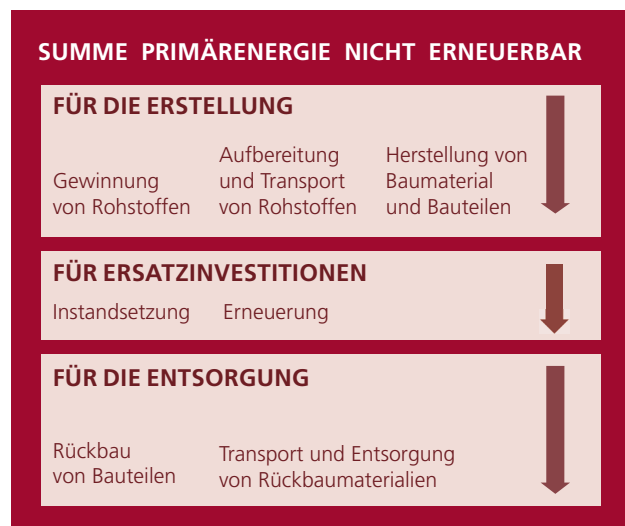 SUMME PRIMÄRENERGIE NICHT ERNEUERBAR
FÜR DIE ERSTELLUNG
Gewinnung
von Rohstoffen
Aufbereitung
und Transport
von Rohstoffen
Herstellung von
Baumaterial
und Bauteilen
FÜR ERSATZINVESTITIONEN
Instandsetzung
Erneuerung
FÜR DIE ENTSORGUNG
Rückbau
von Bauteilen
Transport und Entsorgung
von Rückbaumaterialien